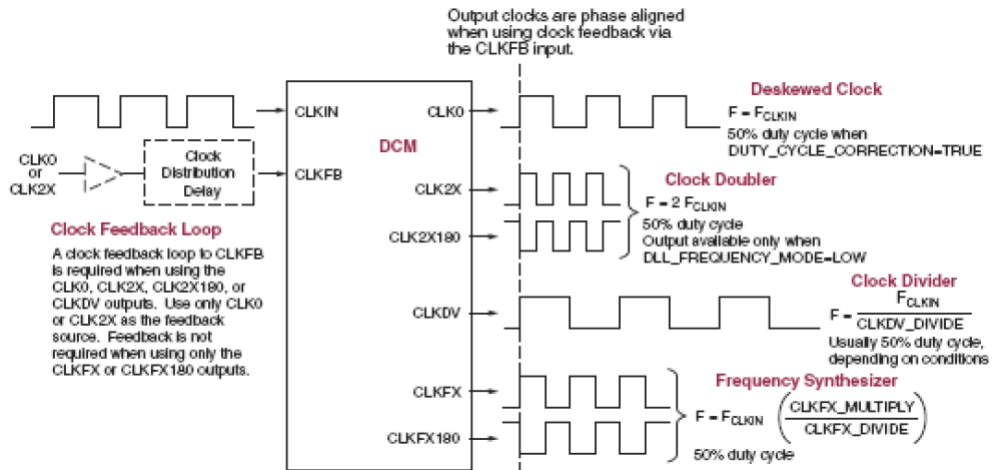 Output clocks are phase aligned
when using clock feedback via
the CLKFB input.
CLKIN
CLK0
or
CLK2X
Clock
Distribution
Delay
CLKFB
Clock Feedback Loop
A clock feedback loop to CLKFB
is required when using the
CLK0, CLK2X, CLK2X180, or
CLKDV outputs. Use only CLK0
or CLK2X as the feedback
source. Feedback is not
required when using only the
CLKFX or CLKFX180 outputs.
DCM
CLK0
Deskewed Clock
F = FCLKIN
50% duty cycle when
DUTY_CYCLE_CORRECTION=TRUE
CLK2X
CLK2X180
Clock Doubler
F = 2 FCLKIN
50% duty cycle
Output available only when
DLL_FREQUENCY_MODE=LOW
CLKDV
Clock Divider
F = FCLKIN
CLKDV_DIVIDE
Usually 50% duty cycle,
depending on conditions
CLKFX
CLKFX180
Frequency Synthesizer
F = FCLKIN (CLKFX_MULTIPLY
CLKFX_DIVIDE)
50% duty cycle